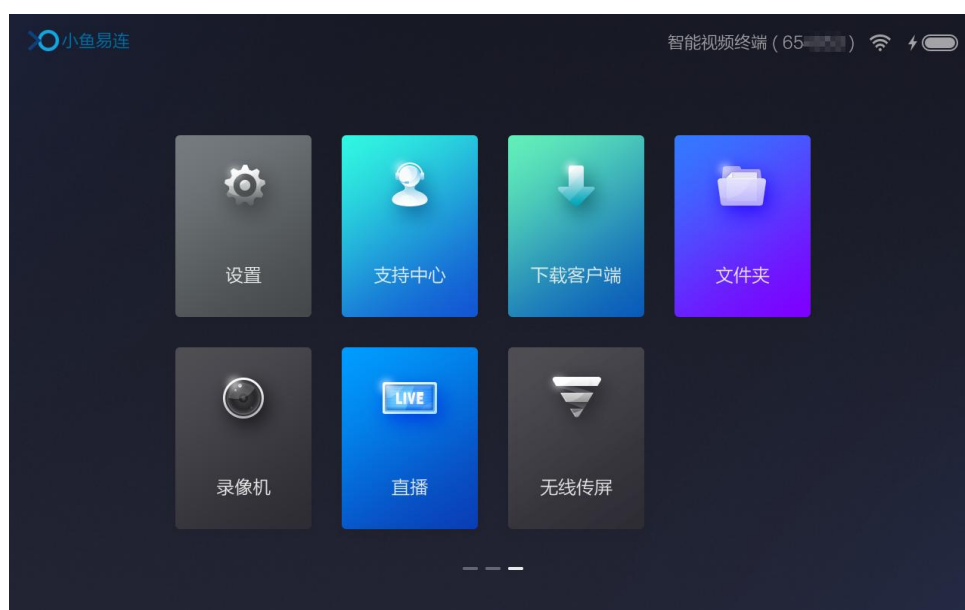 小鱼易连
智能视频终端 ( 65
设置
支持中心
下载客户端
文件夹
录像机
LIVE
直播
无线传屏